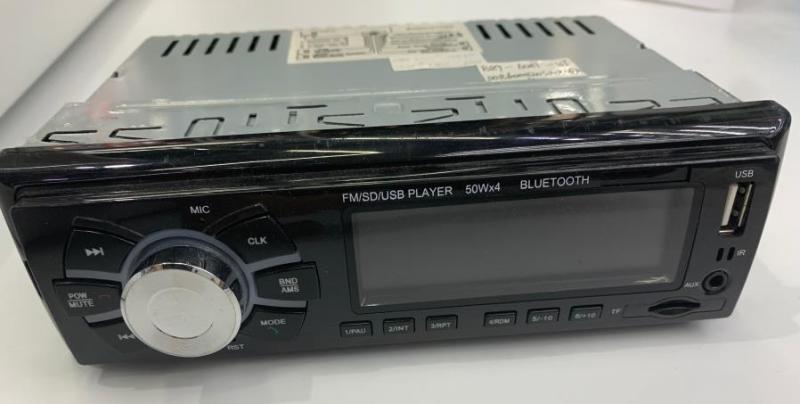 FM/SD/USB PLAYER 50Wx4 BLUETOOTH
USB
MIC
CLK
BND
AMS
POW
MUTE
MODE
RST
IR
AUX
TF
1/PAU
2/INT
3/RPT
4/RDM
5/-10
6/+10